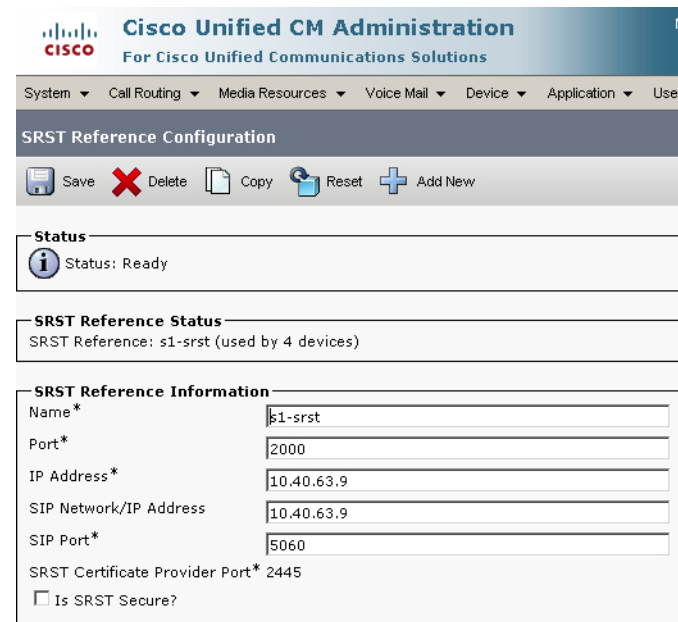 Cisco Unified CM Administration
CISCO For Cisco Unified Communications Solutions
System Call Routing Media Resources Voice Mail Device Application Use
SRST Reference Configuration
Save Delete Copy Reset Add New
Status
i Status: Ready
SRST Reference Status
SRST Reference: s1-srst (used by 4 devices)
SRST Reference Information
Name* s1-srst
Port* 2000
IP Address* 10.40.63.9
SIP Network/IP Address 10.40.63.9
SIP Port* 5060
SRST Certificate Provider Port* 2445
Is SRST Secure?